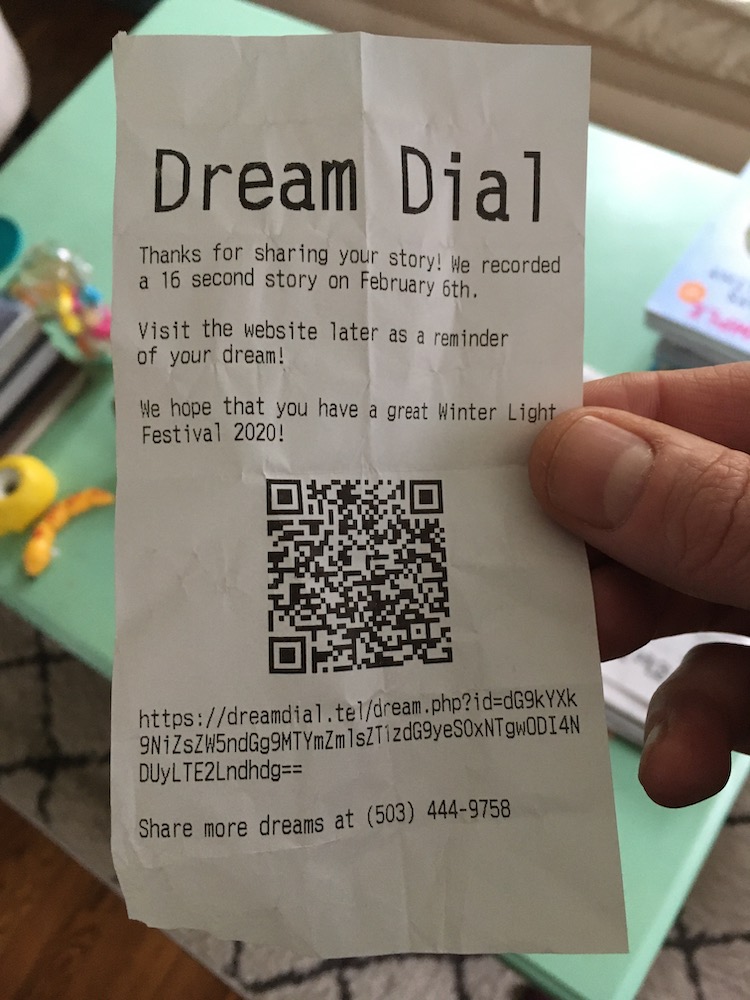 Dream Dial
Thanks for sharing your story! We recorded
a 16 second story on February 6th.
Visit the website later as a reminder
of your dream!
We hope that you have a great Winter Light
Festival 2020!
https://dreamdial.tel/dream.php?id=dG9kYXk
9NiZsZW5ndGg9MTYmZmlsZT1zdG9yeS0xNTgwODI4N
DUyLTE2Lndhdg==
Share more dreams at (503) 444-9758